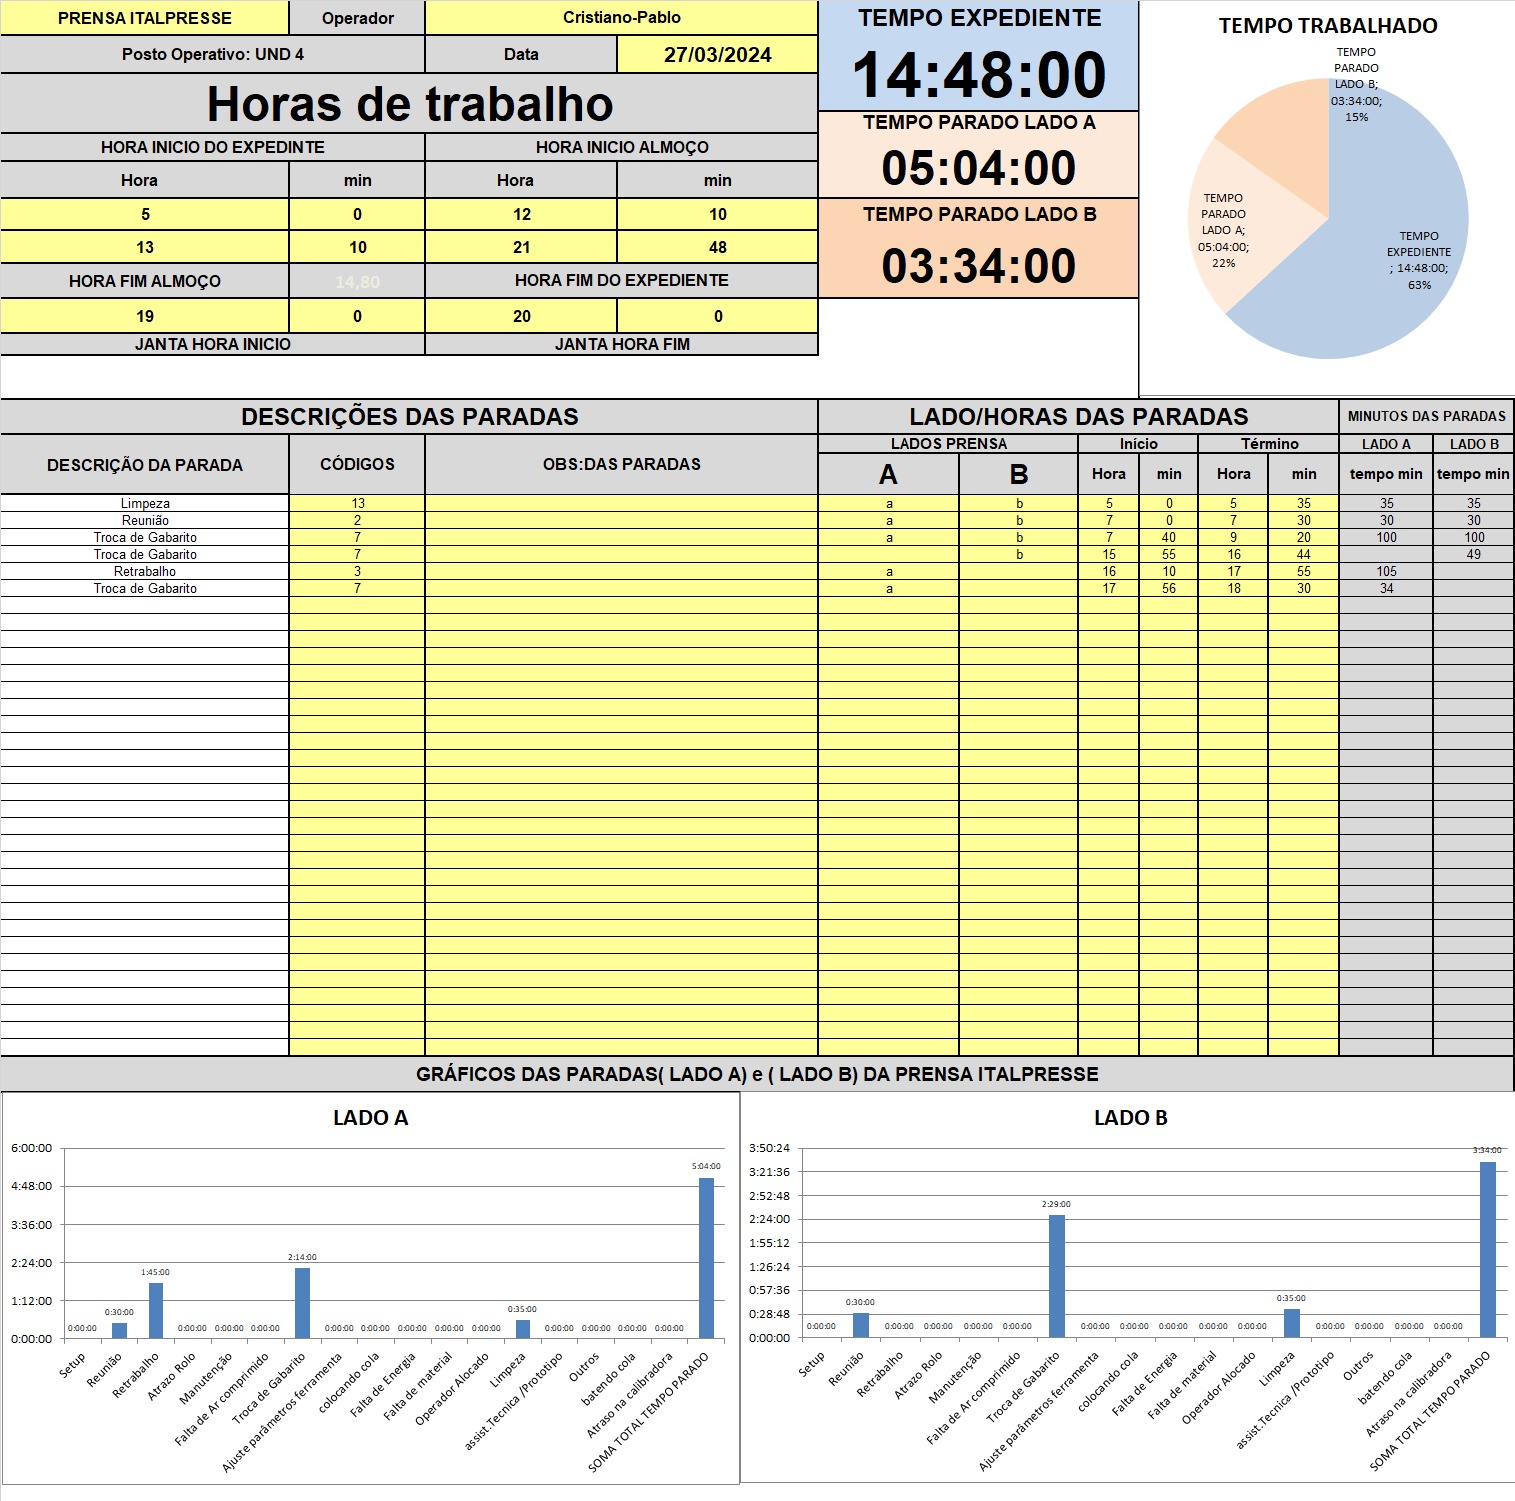 PRENSA ITALPRESSE Operador Cristiano-Pablo
Posto Operativo: UND 4 Data 27/03/2024
Horas de trabalho
HORA INICIO DO EXPEDINTE HORA INICIO ALMOÇO
Hora min Hora min
5 0 12 10
13 10 21 48
HORA FIM ALMOÇO 14,80 HORA FIM DO EXPEDIENTE
19 0 20 0
JANTA HORA INICIO JANTA HORA FIM
TEMPO EXPEDIENTE
14:48:00
TEMPO PARADO LADO A
05:04:00
TEMPO PARADO LADO B
03:34:00
TEMPO TRABALHADO
TEMPO
PARADO
LADO B;
03:34:00;
15%
TEMPO
PARADO
LADO A;
05:04:00;
22%
TEMPO
EXPEDIENTE
; 14:48:00;
63%
DESCRIÇÕES DAS PARADAS LADO/HORAS DAS PARADAS MINUTOS DAS PARADAS
DESCRIÇÃO DA PARADA CÓDIGOS OBS:DAS PARADAS
LADOS PRENSA Início Término LADO A LADO B
A B Hora min Hora min tempo min tempo min
Limpeza 13 a b 5 0 5 35 35 35
Reunião 2 a b 7 0 7 30 30 30
Troca de Gabarito 7 a b 7 40 9 20 100 100
Troca de Gabarito 7 b 15 55 16 44 49
Retrabalho 3 a 16 10 17 55 105
Troca de Gabarito 7 a 17 56 18 30 34
GRÁFICOS DAS PARADAS( LADO A) e ( LADO B) DA PRENSA ITALPRESSE
LADO A
6:00:00
4:48:00
3:36:00
2:24:00
1:12:00
0:00:00
0:00:00 0:30:00 1:45:00 0:00:00 0:00:00 0:00:00 2:14:00 0:00:00 0:00:00 0:00:00 0:00:00 0:00:00 0:35:00 0:00:00 0:00:00 0:00:00 0:00:00 5:04:00
Setup
Reunião
Retrabalho
Atrazo Rolo
Manutenção
Falta de Ar comprimido
Troca de Gabarito
Ajuste parâmetros ferramenta
colocando cola
Falta de Energia
Falta de material
Operador Alocado
Limpeza
assist.Tecnica /Prototipo
Outros
batendo cola
Atraso na calibradora
SOMA TOTAL TEMPO PARADO
LADO B
3:50:24
3:21:36
2:52:48
2:24:00
1:55:12
1:26:24
0:57:36
0:28:48
0:00:00
0:00:00 0:30:00 0:00:00 0:00:00 0:00:00 0:00:00 2:29:00 0:00:00 0:00:00 0:00:00 0:00:00 0:00:00 0:35:00 0:00:00 0:00:00 0:00:00 0:00:00 3:34:00
Setup
Reunião
Retrabalho
Atrazo Rolo
Manutenção
Falta de Ar comprimido
Troca de Gabarito
Ajuste parâmetros ferramenta
colocando cola
Falta de Energia
Falta de material
Operador Alocado
Limpeza
assist.Tecnica /Prototipo
Outros
batendo cola
Atraso na calibradora
SOMA TOTAL TEMPO PARADO